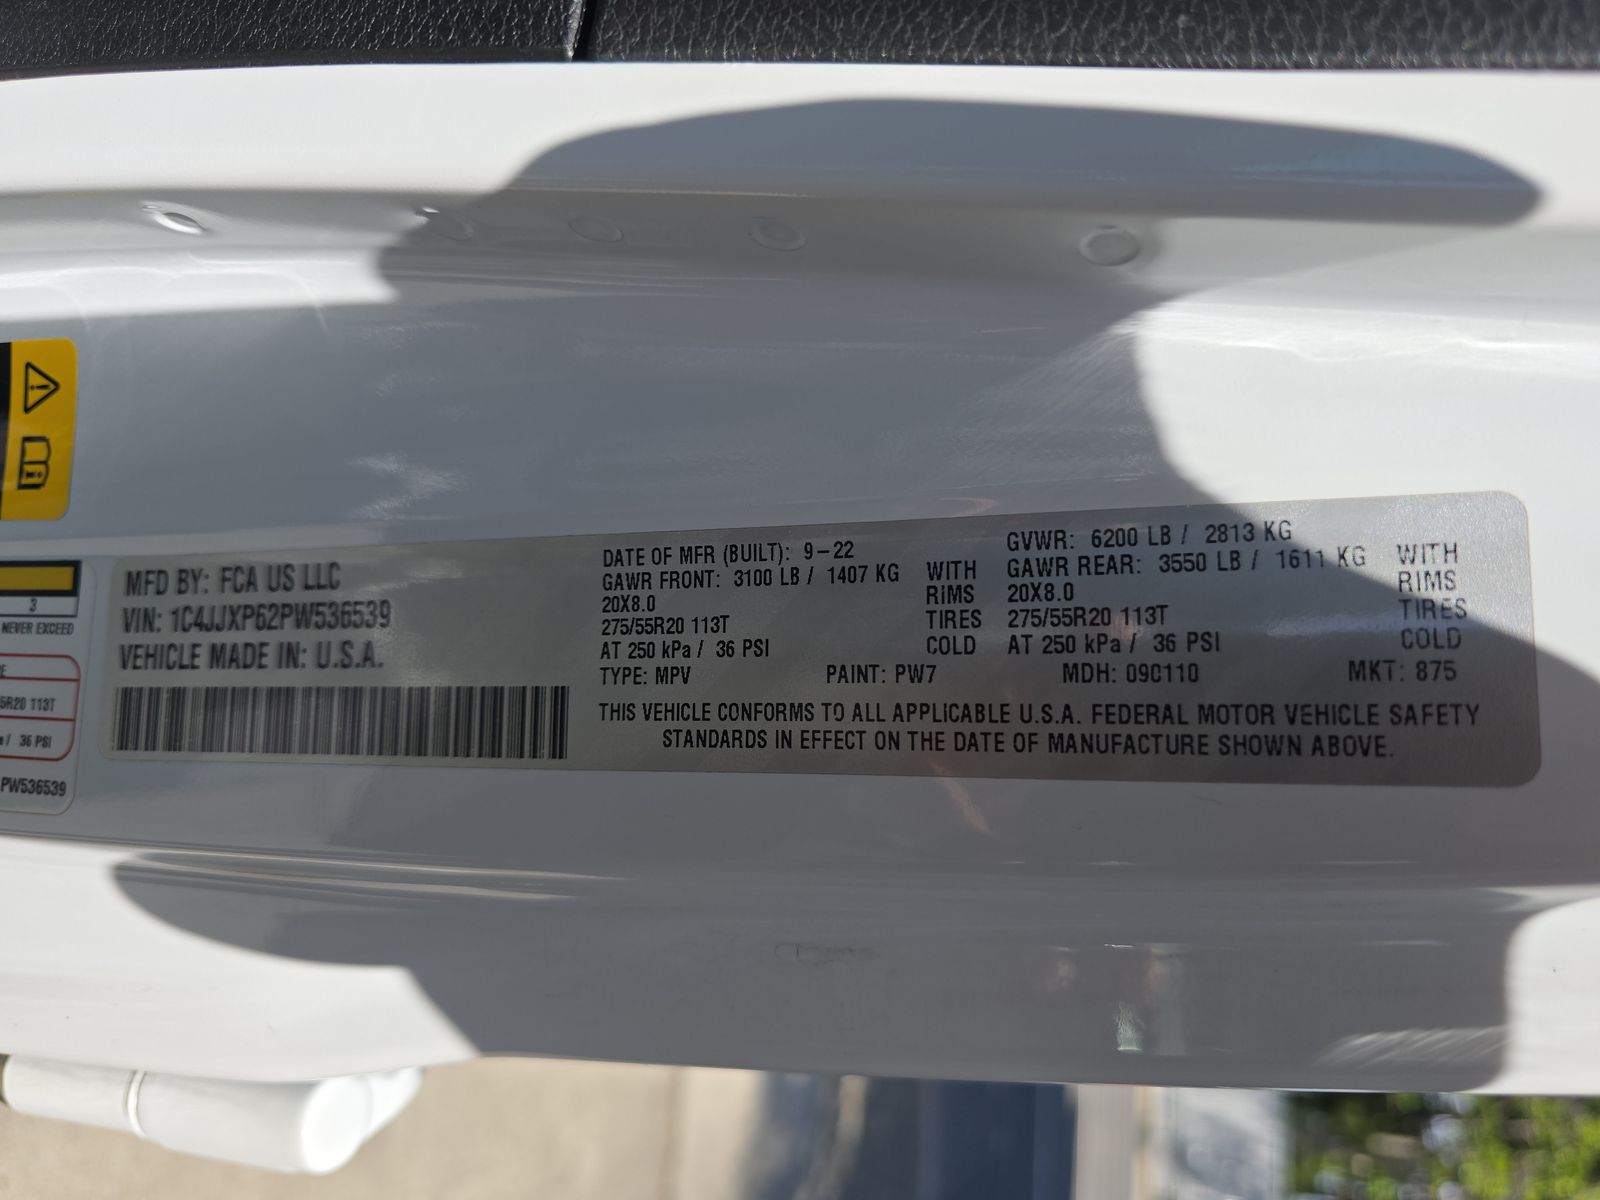 3
NEVER EXCEED
5R20 113T
/ 36 PSI
PW536539
MFD BY: FCA US LLC
VIN: 1C4JJXP62PW536539
VEHICLE MADE IN: U.S.A.
DATE OF MFR (BUILT): 9-22 GVWR: 6200 LB / 2813 KG
GAWR FRONT: 3100 LB / 1407 KG WITH GAWR REAR: 3550 LB / 1611 KG WITH
20X8.0 RIMS 20X8.0 RIMS
275/55R20 113T TIRES 275/55R20 113T TIRES
AT 250 kPa / 36 PSI COLD AT 250 kPa / 36 PSI COLD
TYPE: MPV PAINT: PW7 MDH: 090110 MKT: 875
THIS VEHICLE CONFORMS TO ALL APPLICABLE U.S.A. FEDERAL MOTOR VEHICLE SAFETY
STANDARDS IN EFFECT ON THE DATE OF MANUFACTURE SHOWN ABOVE.